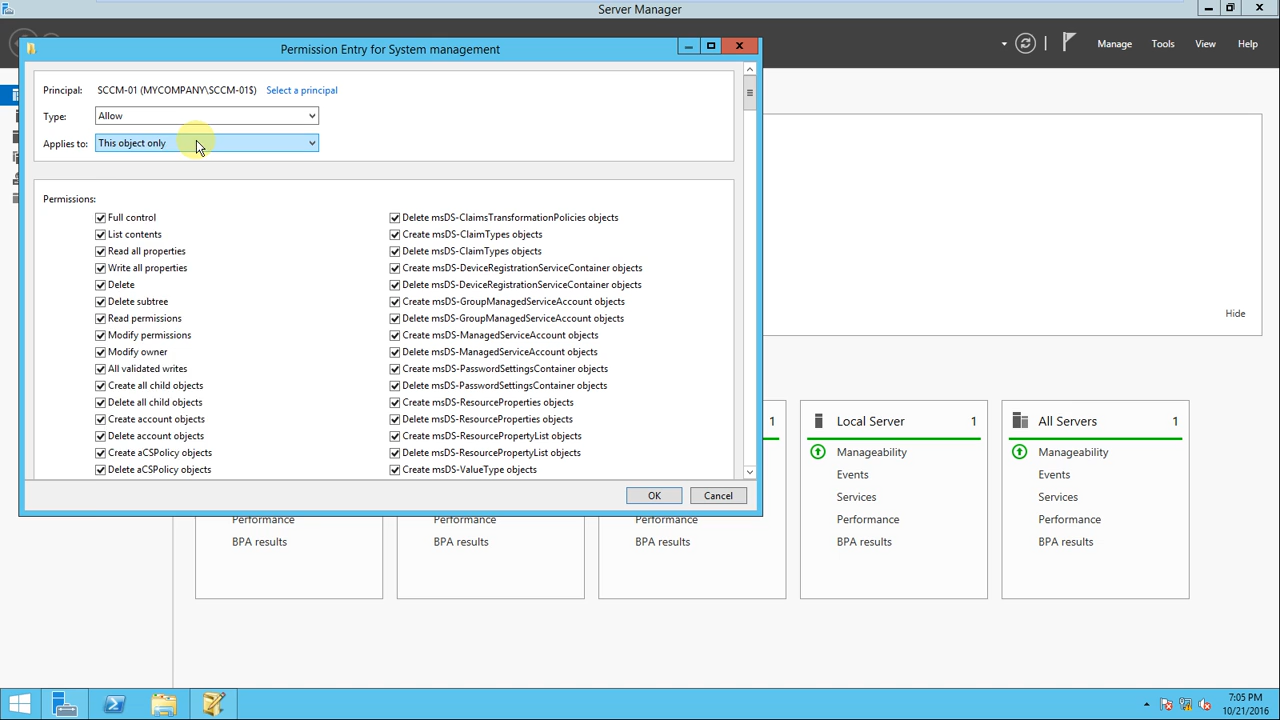 Server Manager
Manage Tools View Help
Permission Entry for System management
Principal: SCCM-01 (MYCOMPANY\SCCM-01$) Select a principal
Type: Allow
Applies to: This object only
Permissions:
Full control
List contents
Read all properties
Write all properties
Delete
Delete subtree
Read permissions
Modify permissions
Modify owner
All validated writes
Create all child objects
Delete all child objects
Create account objects
Delete account objects
Create aCSPolicy objects
Delete aCSPolicy objects
Delete msDS-ClaimsTransformationPolicies objects
Create msDS-ClaimTypes objects
Delete msDS-ClaimTypes objects
Create msDS-DeviceRegistrationServiceContainer objects
Delete msDS-DeviceRegistrationServiceContainer objects
Create msDS-GroupManagedServiceAccount objects
Delete msDS-GroupManagedServiceAccount objects
Create msDS-ManagedServiceAccount objects
Delete msDS-ManagedServiceAccount objects
Create msDS-PasswordSettingsContainer objects
Delete msDS-PasswordSettingsContainer objects
Create msDS-ResourceProperties objects
Delete msDS-ResourceProperties objects
Create msDS-ResourcePropertyList objects
Delete msDS-ResourcePropertyList objects
Create msDS-ValueType objects
OK Cancel
Hide
Performance
BPA results
Performance
BPA results
1
Performance
BPA results
Local Server 1
Manageability
Events
Services
Performance
BPA results
All Servers 1
Manageability
Events
Services
Performance
BPA results
7:05 PM
10/21/2016